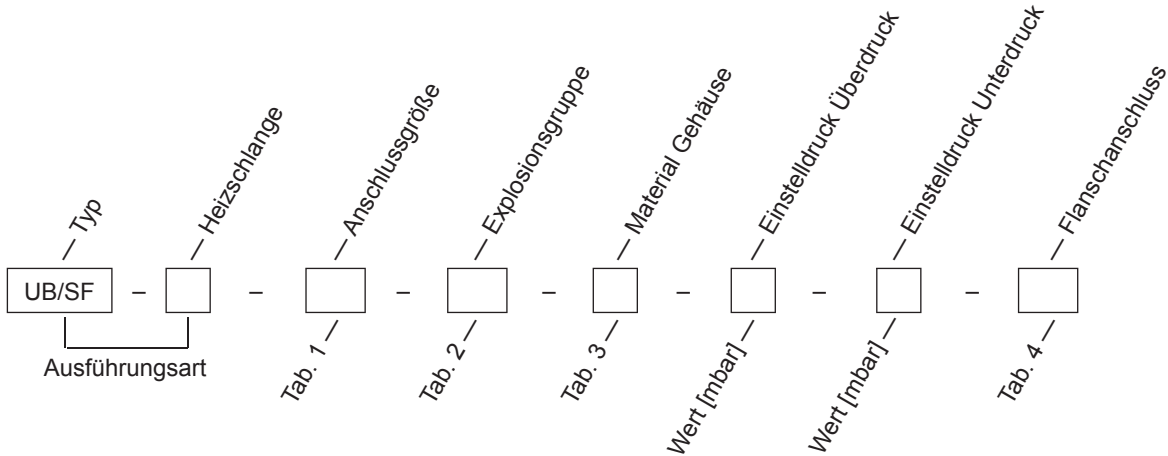 Typ
Heizschlange
Anschlussgröße
Explosionsgruppe
Material Gehäuse
Einstelldruck Überdruck
Einstelldruck Unterdruck
Flanschanschluss
UB/SF – – – – – – –
Ausführungsart
Tab. 1
Tab. 2
Tab. 3
Wert [mbar]
Wert [mbar]
Tab. 4